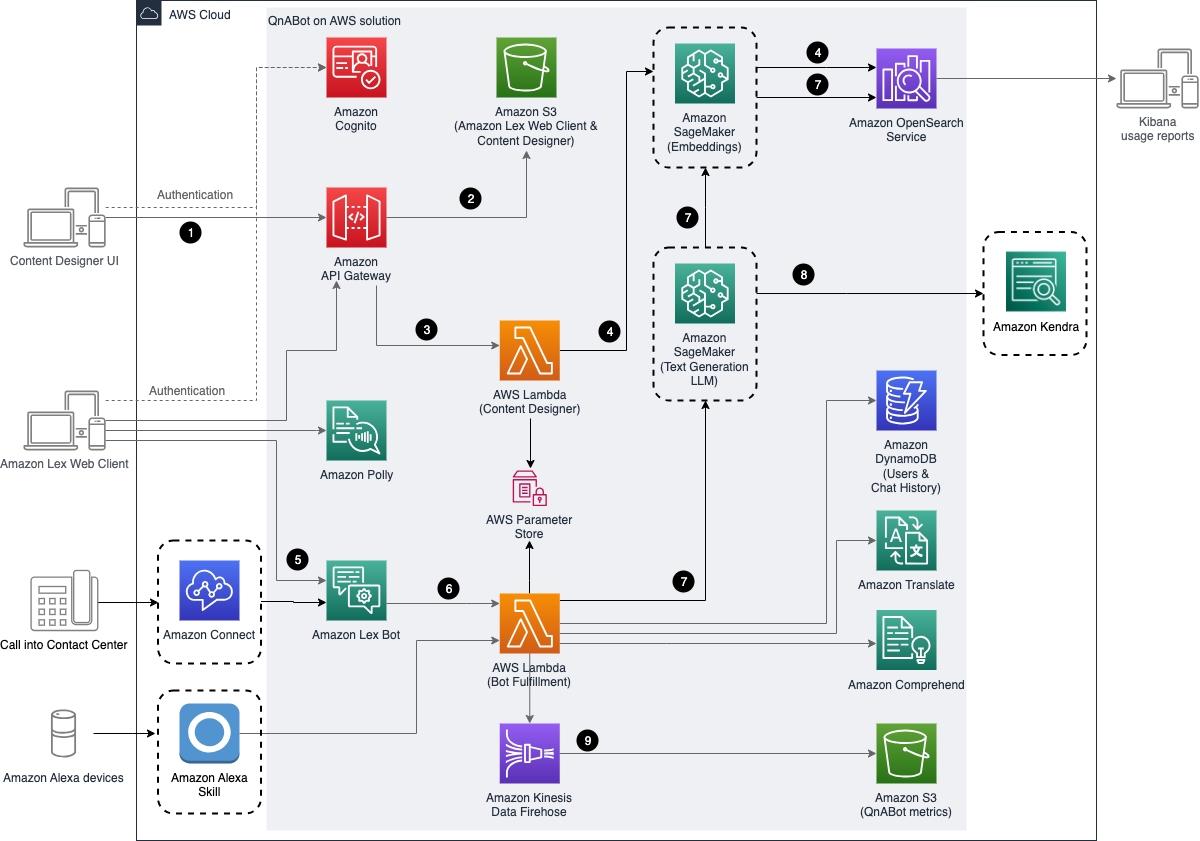 AWS Cloud
QnABot on AWS solution
Amazon
Cognito
Amazon S3
(Amazon Lex Web Client &
Content Designer)
Amazon
SageMaker
(Embeddings)
4
7
Amazon OpenSearch
Service
Kibana
usage reports
Authentication
1
Content Designer UI
Amazon
API Gateway
2
7
Amazon
SageMaker
(Text Generation
LLM)
8
Amazon Kendra
3
4
AWS Lambda
(Content Designer)
Authentication
Amazon Lex Web Client
Amazon Polly
Amazon
DynamoDB
(Users &
Chat History)
AWS Parameter
Store
A
文
Amazon Translate
5
6
7
Call into Contact Center
Amazon Connect
Amazon Lex Bot
AWS Lambda
(Bot Fulfillment)
Amazon Comprehend
Amazon Alexa devices
Amazon Alexa
Skill
Amazon Kinesis
Data Firehose
9
Amazon S3
(QnABot metrics)